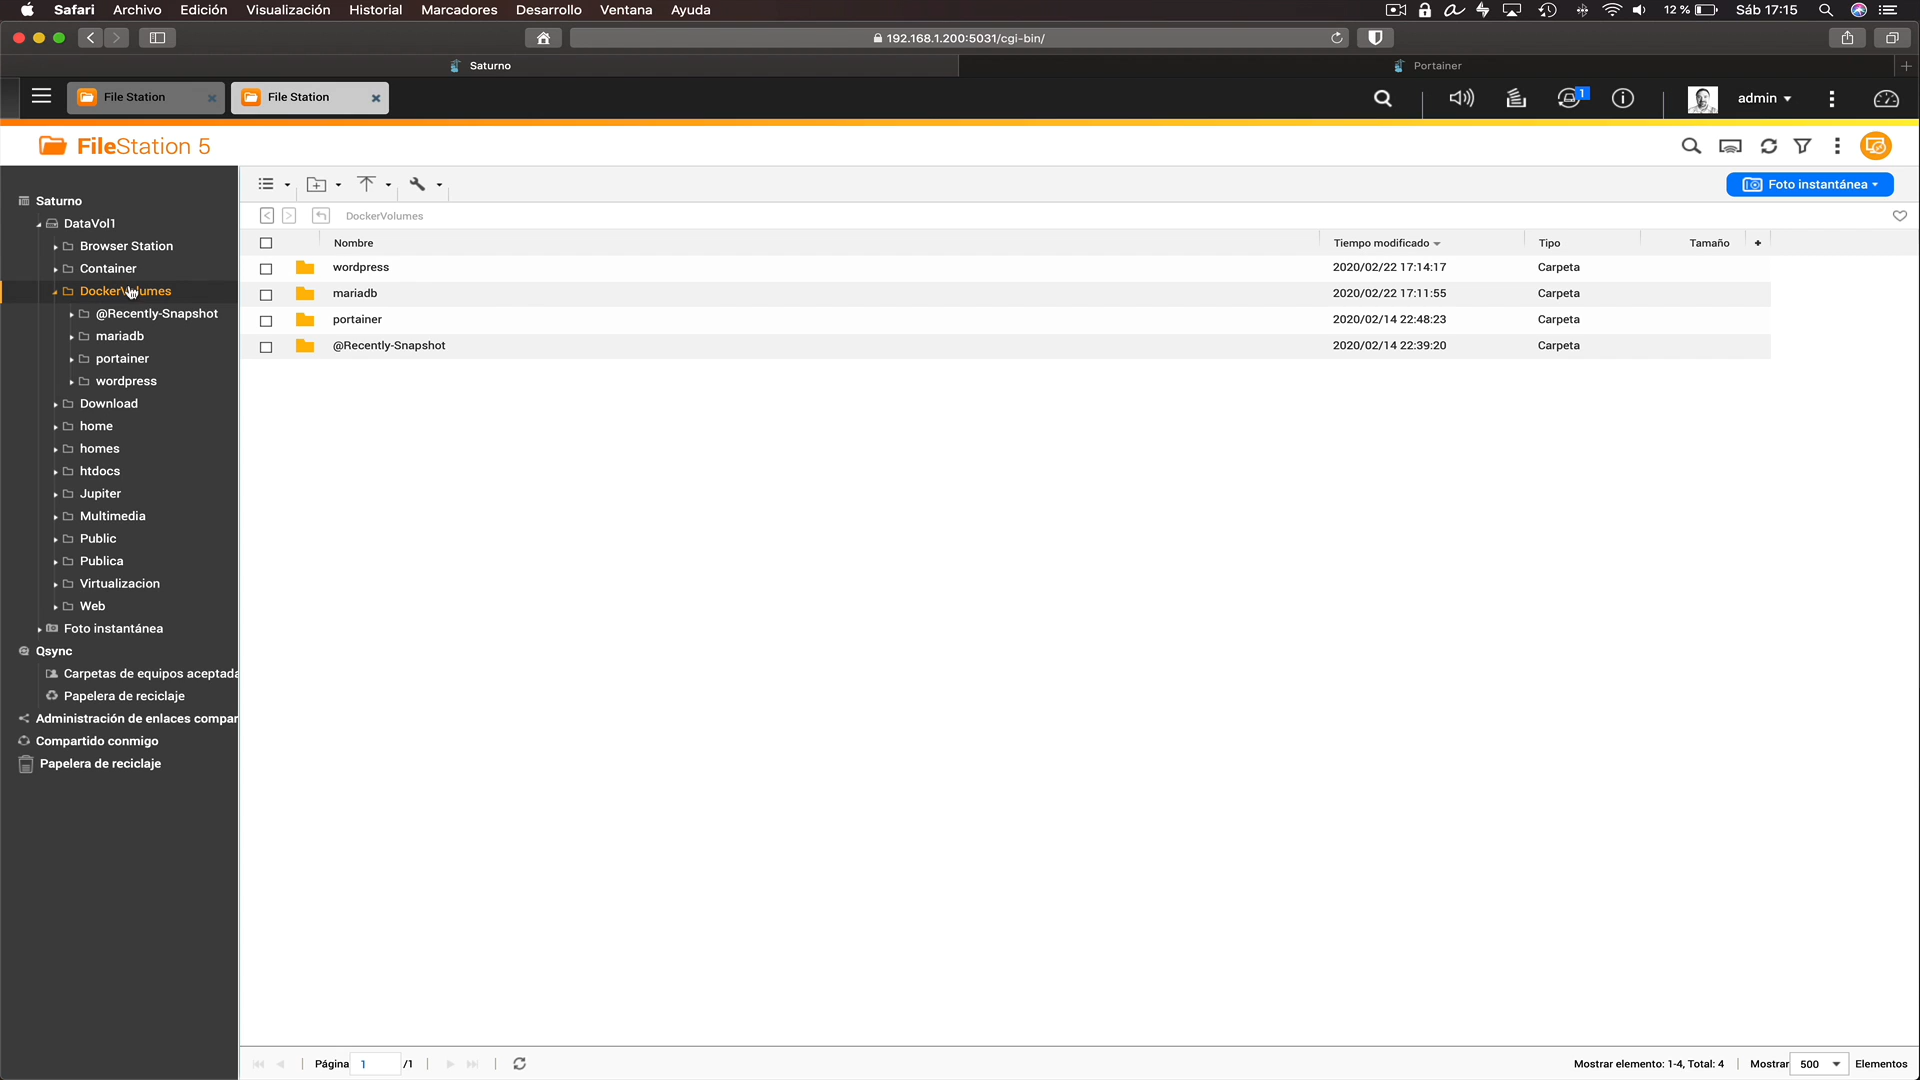 Safari Archivo Edición Visualización Historial Marcadores Desarrollo Ventana Ayuda 12 % Sáb 17:15
192.168.1.200:5031/cgi-bin/
Saturno Portainer
File Station File Station 1 admin
FileStation 5
Foto instantánea
DockerVolumes
Saturno
DataVol1
Browser Station
Container
DockerVolumes
@Recently-Snapshot
mariadb
portainer
wordpress
Download
home
homes
htdocs
Jupiter
Multimedia
Public
Publica
Virtualizacion
Web
Foto instantánea
Qsync
Carpetas de equipos aceptada
Papelera de reciclaje
Administración de enlaces compar
Compartido conmigo
Papelera de reciclaje
Nombre Tiempo modificado Tipo Tamaño +
wordpress 2020/02/22 17:14:17 Carpeta
mariadb 2020/02/22 17:11:55 Carpeta
portainer 2020/02/14 22:48:23 Carpeta
@Recently-Snapshot 2020/02/14 22:39:20 Carpeta
Página 1 /1 Mostrar elemento: 1-4, Total: 4 Mostrar 500 Elementos